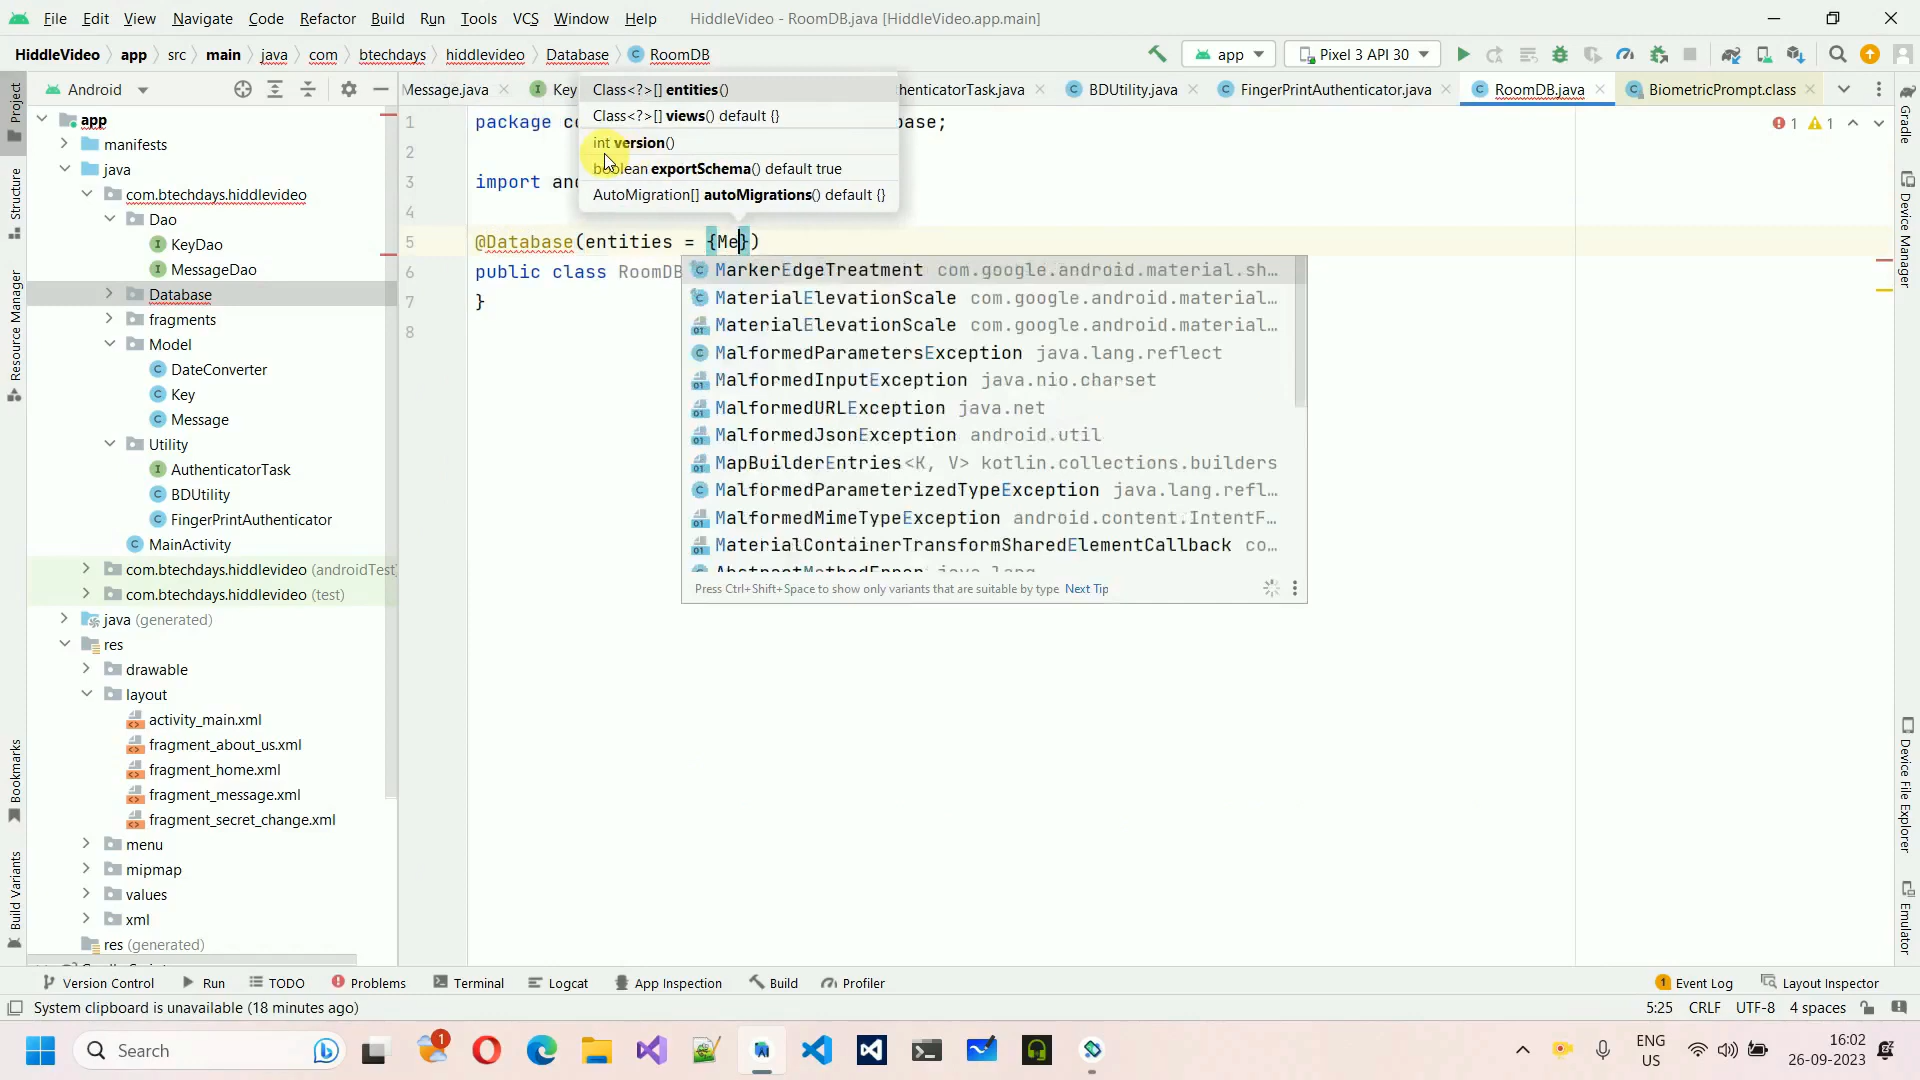 File Edit View Navigate Code Refactor Build Run Tools VCS Window Help HiddleVideo - RoomDB.java [HiddleVideo.app.main]
HiddleVideo app src main java com btechdays hiddlevideo Database RoomDB app Pixel 3 API 30
Android
Message.java Key henticatorTask.java BDUtility.java FingerPrintAuthenticator.java RoomDB.java BiometricPrompt.class
Class<?>[] entities()
Class<?>[] views() default {}
int version()
boolean exportSchema() default true
AutoMigration[] autoMigrations() default {}
1 package co base;
2
3 import and
4
5 @Database(entities = {Me})
6 public class RoomDB
7 }
8
1 1
MarkerEdgeTreatment com.google.android.material.sh…
MaterialElevationScale com.google.android.material…
MaterialElevationScale com.google.android.material…
MalformedParametersException java.lang.reflect
MalformedInputException java.nio.charset
MalformedURLException java.net
MalformedJsonException android.util
MapBuilderEntries<K, V> kotlin.collections.builders
MalformedParameterizedTypeException java.lang.refl…
MalformedMimeTypeException android.content.IntentF…
MaterialContainerTransformSharedElementCallback co…
AbstractMethodError java.lang
Press Ctrl+Shift+Space to show only variants that are suitable by type Next Tip
app
manifests
java
com.btechdays.hiddlevideo
Dao
KeyDao
MessageDao
Database
fragments
Model
DateConverter
Key
Message
Utility
AuthenticatorTask
BDUtility
FingerPrintAuthenticator
MainActivity
com.btechdays.hiddlevideo (androidTest)
com.btechdays.hiddlevideo (test)
java (generated)
res
drawable
layout
activity_main.xml
fragment_about_us.xml
fragment_home.xml
fragment_message.xml
fragment_secret_change.xml
menu
mipmap
values
xml
res (generated)
Project
Structure
Resource Manager
Bookmarks
Build Variants
Gradle
Device Manager
Device File Explorer
Emulator
Version Control Run TODO Problems Terminal Logcat App Inspection Build Profiler 1 Event Log Layout Inspector
System clipboard is unavailable (18 minutes ago) 5:25 CRLF UTF-8 4 spaces
Search 1 ENG 16:02
US 26-09-2023